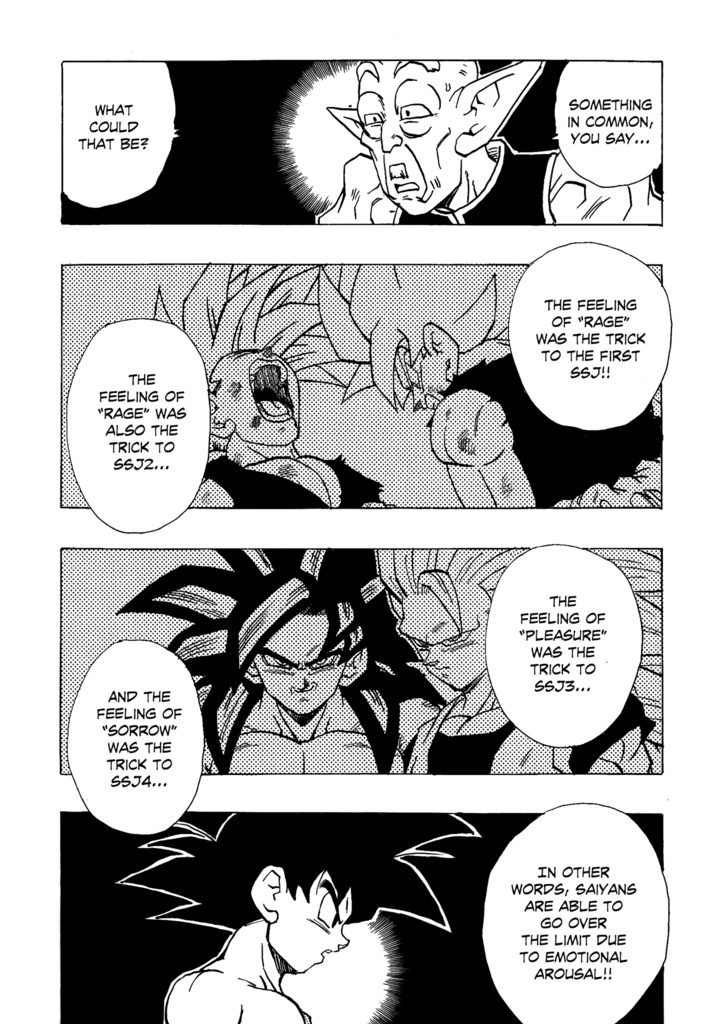 SOMETHING
IN COMMON,
YOU SAY...
WHAT
COULD
THAT BE?
THE FEELING
OF "RAGE"
WAS THE TRICK
TO THE FIRST
SSJ!!
THE
FEELING OF
"RAGE" WAS
ALSO THE
TRICK TO
SSJ2...
THE
FEELING OF
"PLEASURE"
WAS THE
TRICK TO
SSJ3...
AND THE
FEELING OF
"SORROW"
WAS THE
TRICK TO
SSJ4...
IN OTHER
WORDS, SAIYANS
ARE ABLE TO
GO OVER
THE LIMIT DUE
TO EMOTIONAL
AROUSAL!!